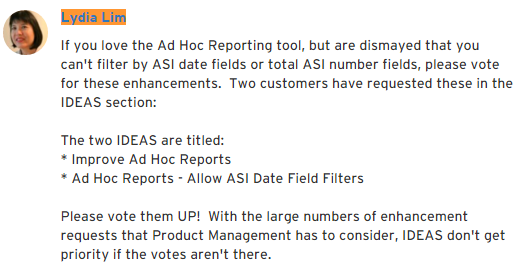 Lydia Lim
If you love the Ad Hoc Reporting tool, but are dismayed that you
can't filter by ASI date fields or total ASI number fields, please vote
for these enhancements.  Two customers have requested these in the
IDEAS section:
The two IDEAS are titled:
* Improve Ad Hoc Reports
* Ad Hoc Reports - Allow ASI Date Field Filters
Please vote them UP!  With the large numbers of enhancement
requests that Product Management has to consider, IDEAS don't get
priority if the votes aren't there.